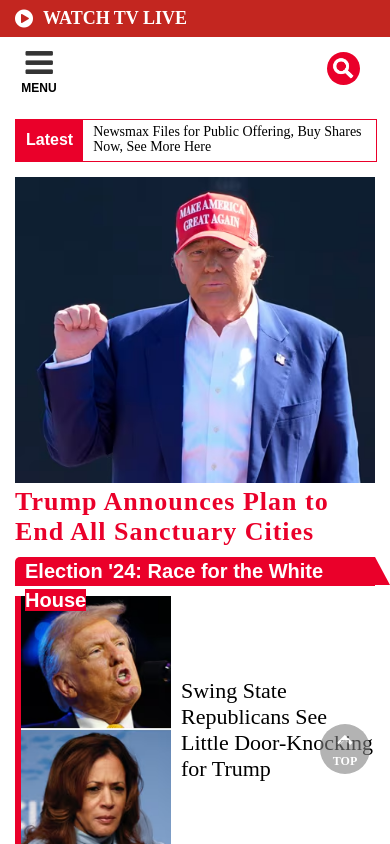 WATCH TV LIVE
MENU
Latest
Newsmax Files for Public Offering, Buy Shares
Now, See More Here
MAKE AMERICA
GREAT AGAIN
Trump Announces Plan to
End All Sanctuary Cities
Election '24: Race for the White
House
Swing State
Republicans See
Little Door-Knocking
for Trump
TOP